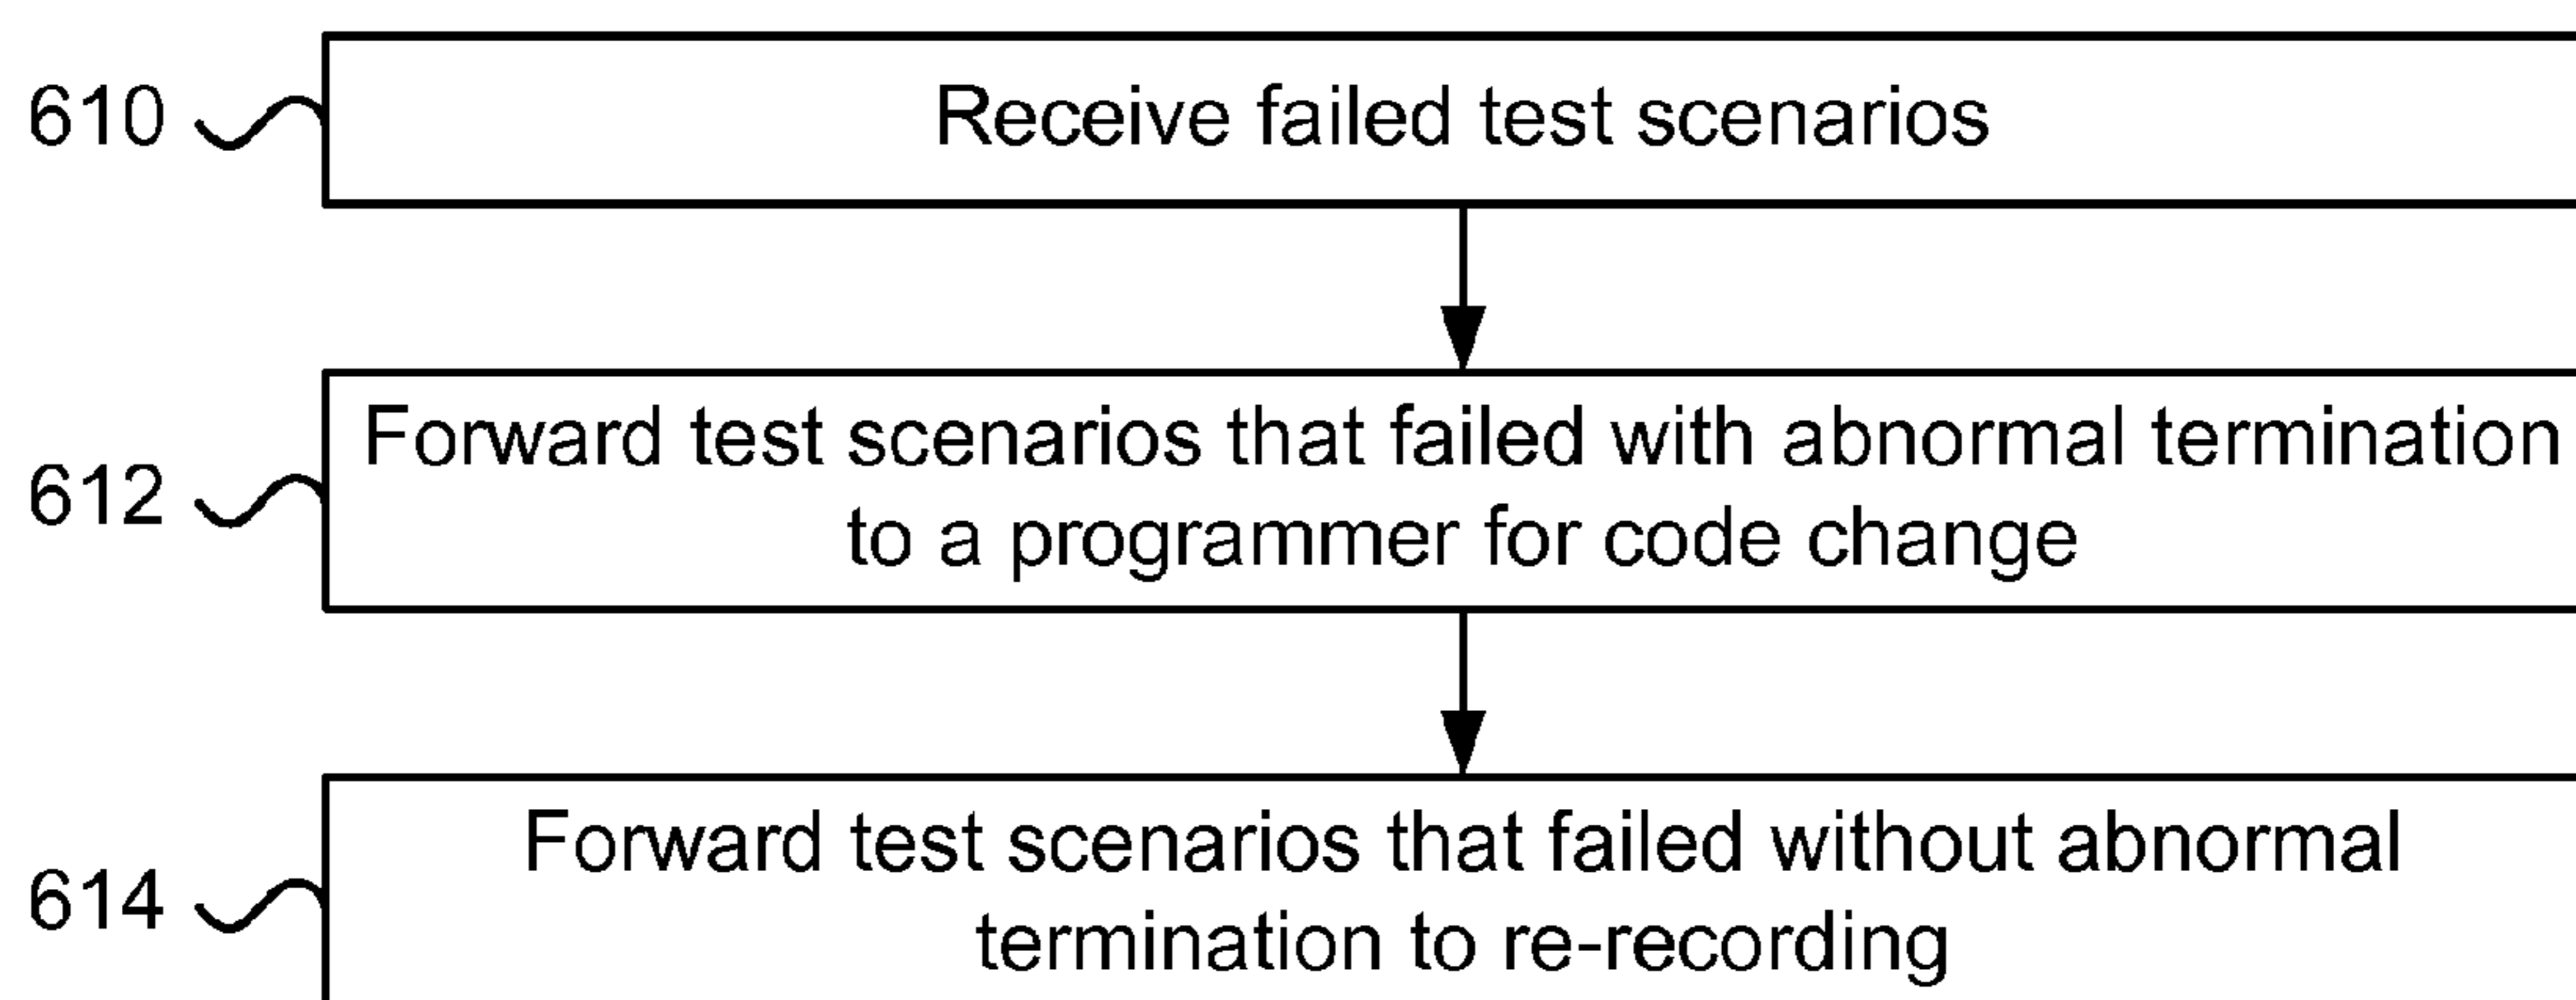 610
Receive failed test scenarios
612
Forward test scenarios that failed with abnormal termination
to a programmer for code change
614
Forward test scenarios that failed without abnormal
termination to re-recording